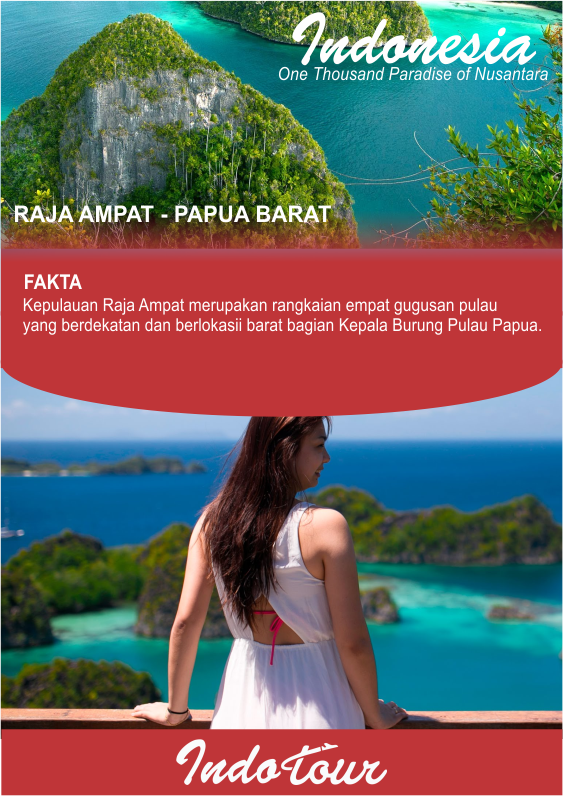 Indonesia
One Thousand Paradise of Nusantara
RAJA AMPAT - PAPUA BARAT
FAKTA
Kepulauan Raja Ampat merupakan rangkaian empat gugusan pulau
yang berdekatan dan berlokasii barat bagian Kepala Burung Pulau Papua.
Indotour